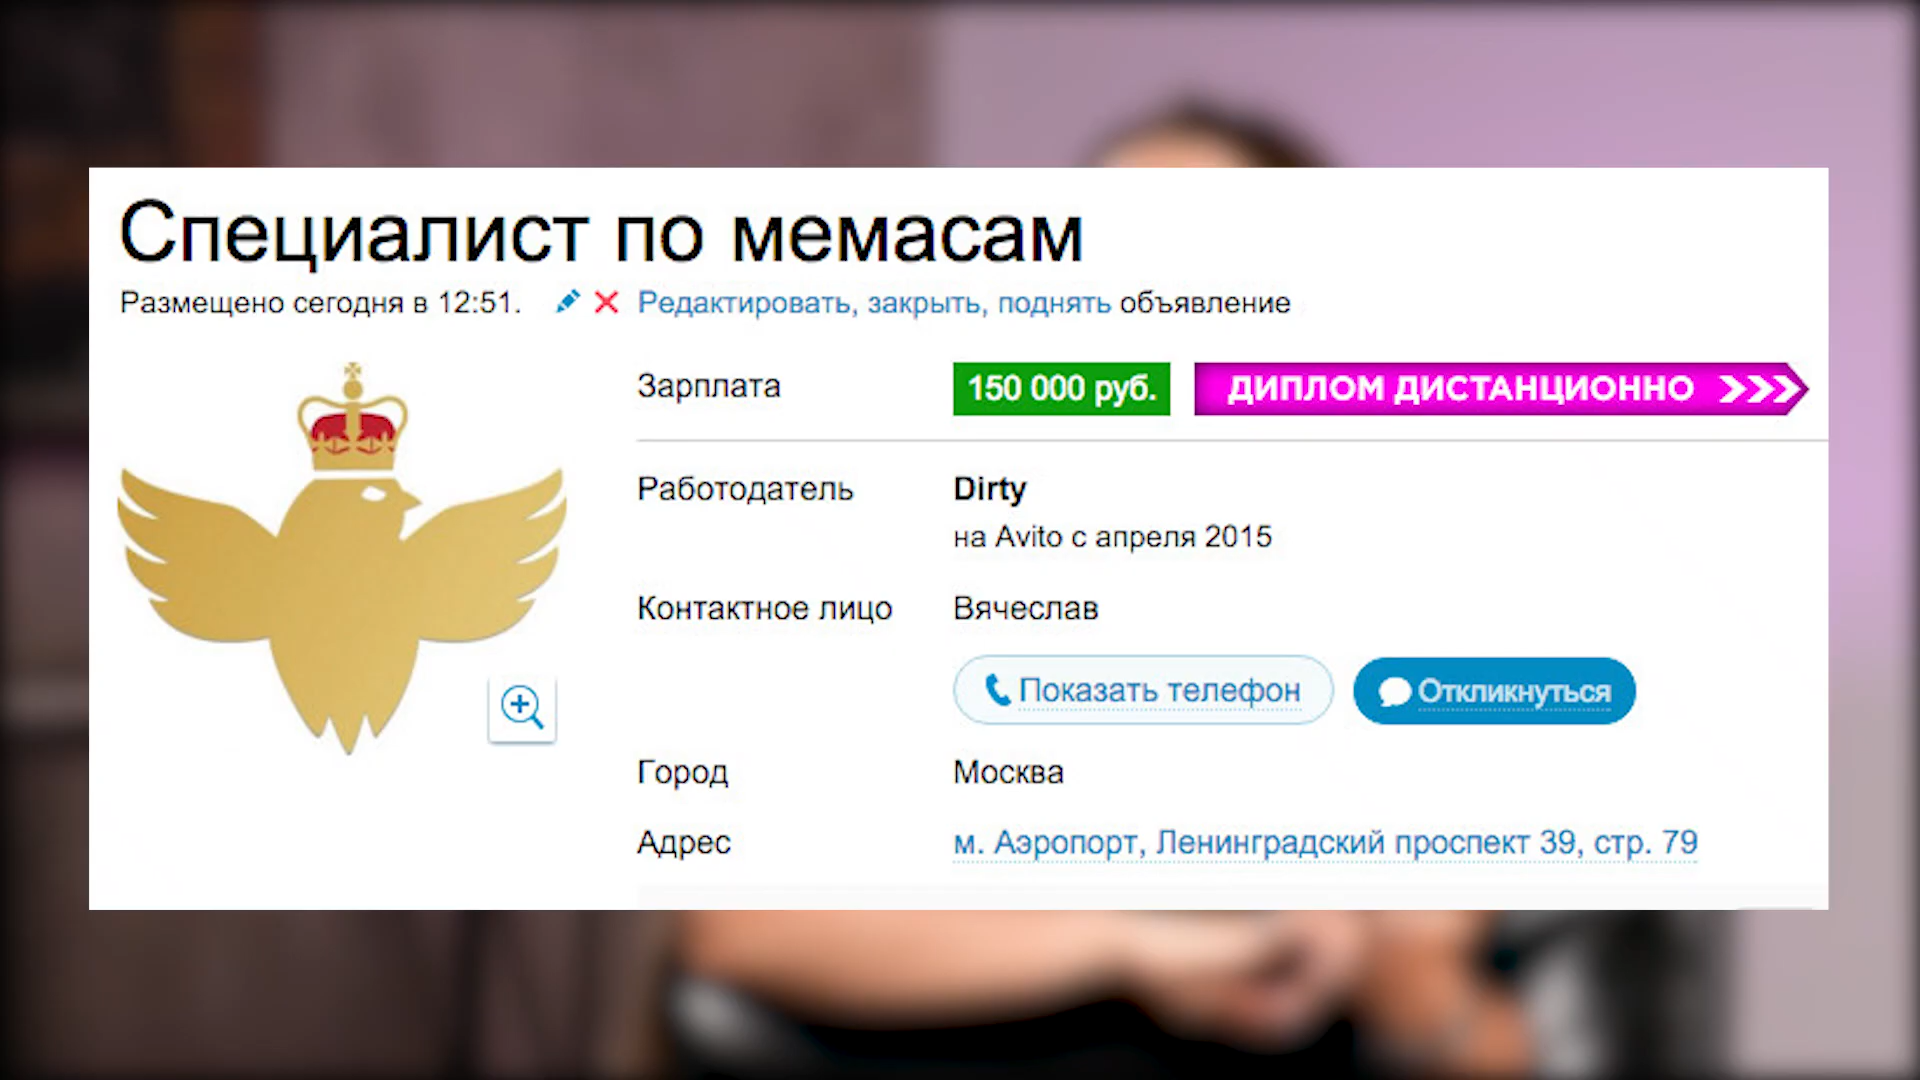 Специалист по мемасам
Размещено сегодня в 12:51. Редактировать, закрыть, поднять объявление
Зарплата 150 000 руб. ДИПЛОМ ДИСТАНЦИОННО
Работодатель Dirty
на Avito с апреля 2015
Контактное лицо Вячеслав
Показать телефон Откликнуться
Город Москва
Адрес м. Аэропорт, Ленинградский проспект 39, стр. 79